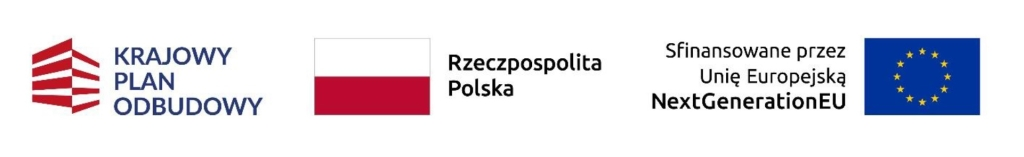 KRAJOWY
PLAN
ODBUDOWY
Rzeczpospolita
Polska
Sfinansowane przez
Unię Europejską
NextGenerationEU